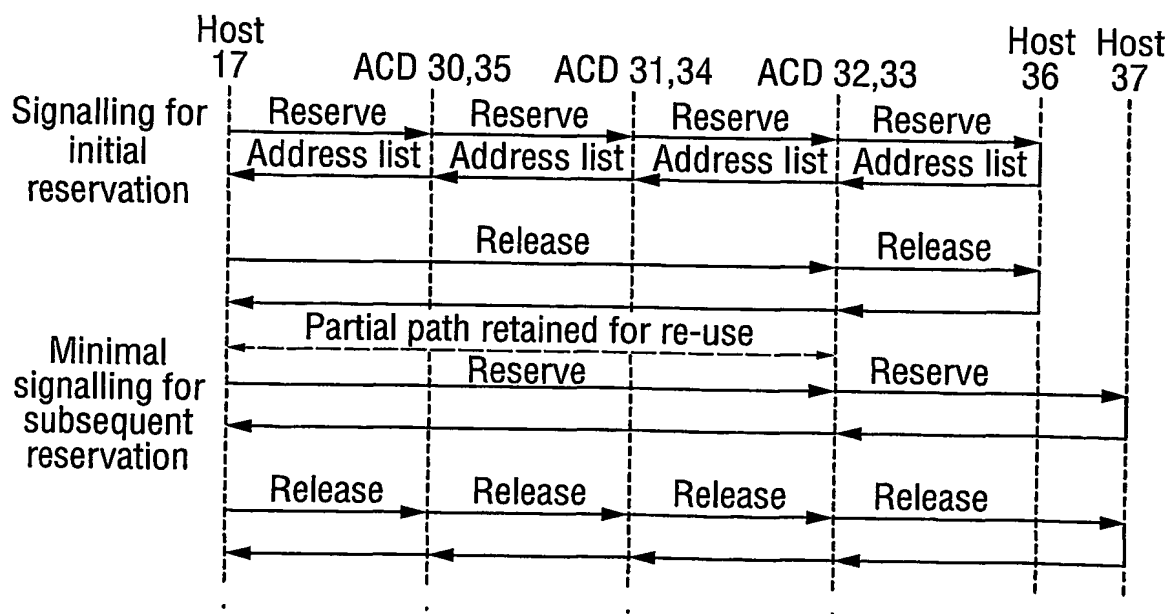 Host
17
ACD 30,35
ACD 31,34
ACD 32,33
Host
36
Host
37
Signalling for
initial
reservation
Reserve
Reserve
Reserve
Reserve
Address list
Address list
Address list
Address list
Release
Release
Partial path retained for re-use
Minimal
signalling for
subsequent
reservation
Reserve
Reserve
Release
Release
Release
Release